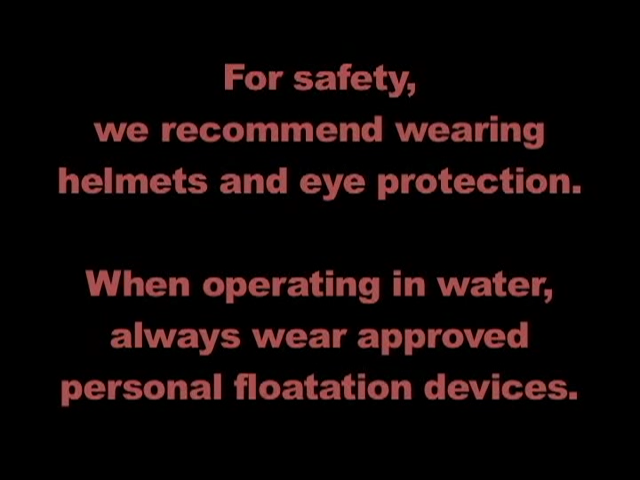 For safety,
we recommend wearing
helmets and eye protection.
When operating in water,
always wear approved
personal floatation devices.